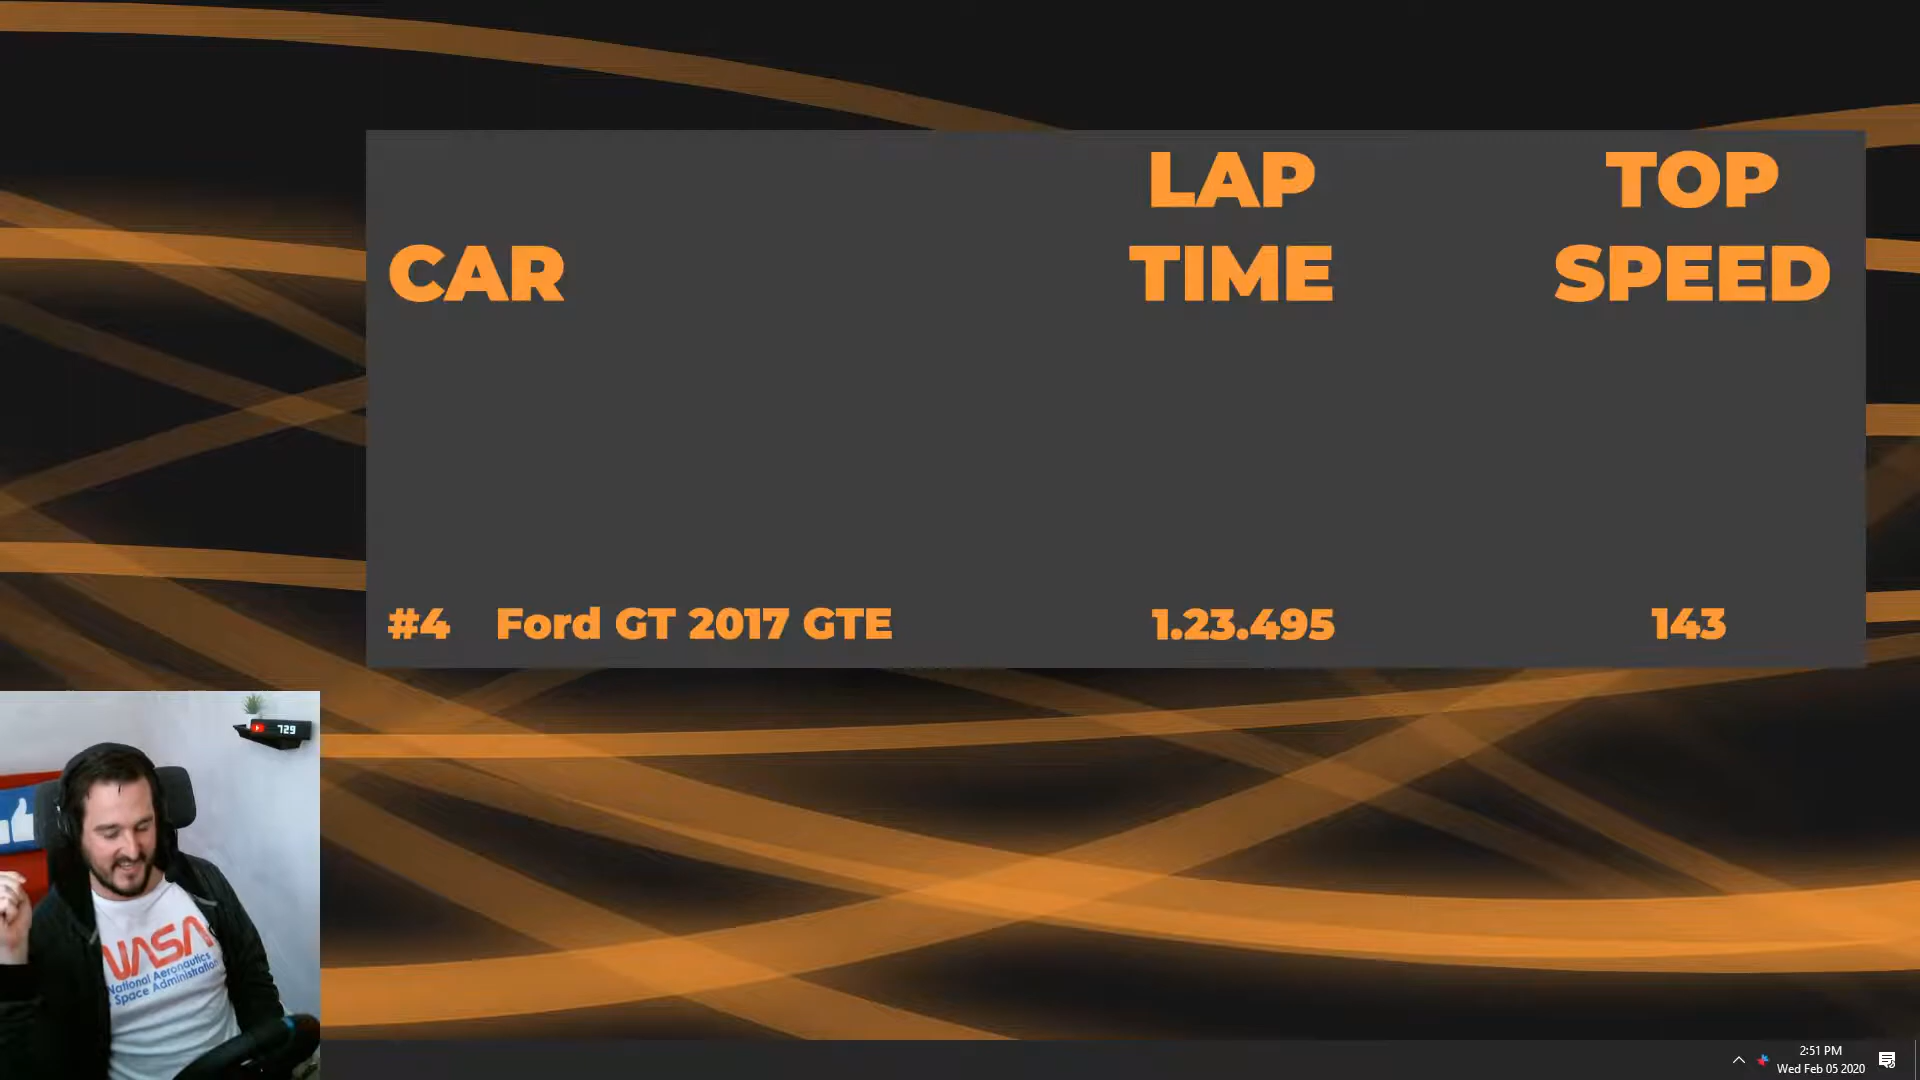 LAP TOP
CAR TIME SPEED
#4 Ford GT 2017 GTE 1.23.495 143
729
NASA
National Aeronautics
Space Administration
2:51 PM
Wed Feb 05 2020